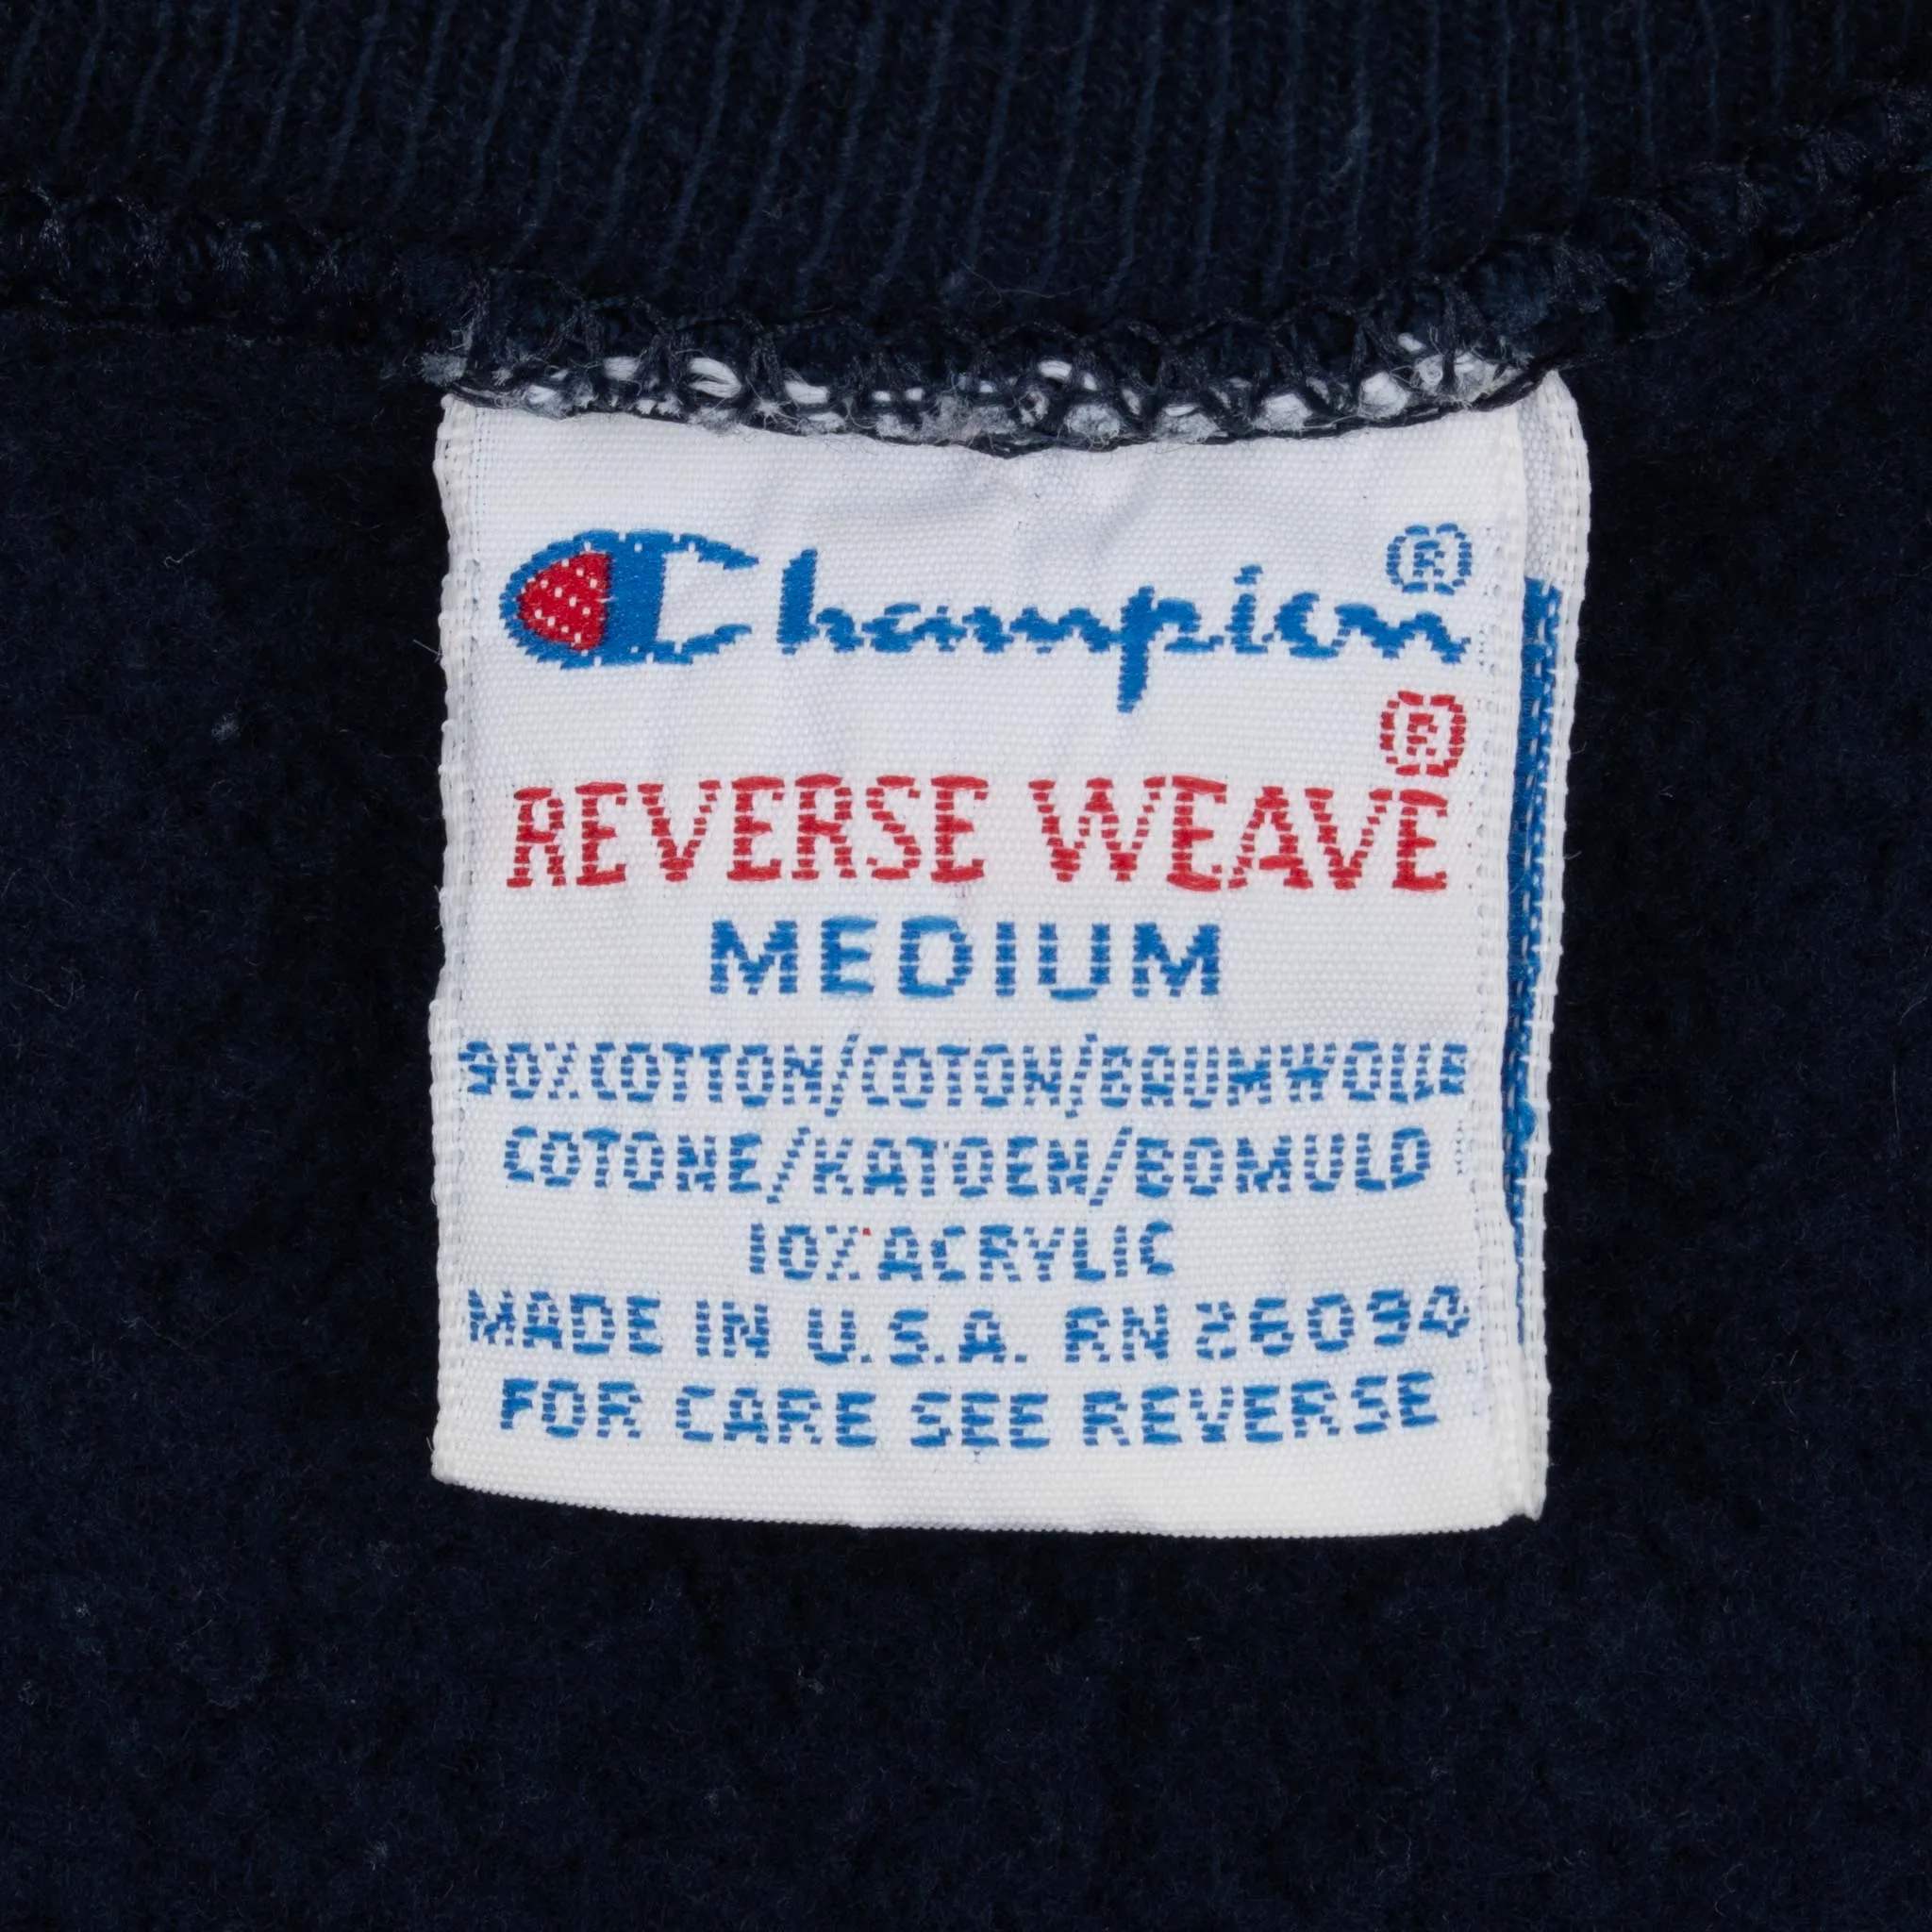 Champion®
®
REVERSE WEAVE
MEDIUM
90% COTTON/COTON/BAUMWOLLE
COTONE/KATOEN/BOMULD
10% ACRYLIC
MADE IN U.S.A. RN 26094
FOR CARE SEE REVERSE